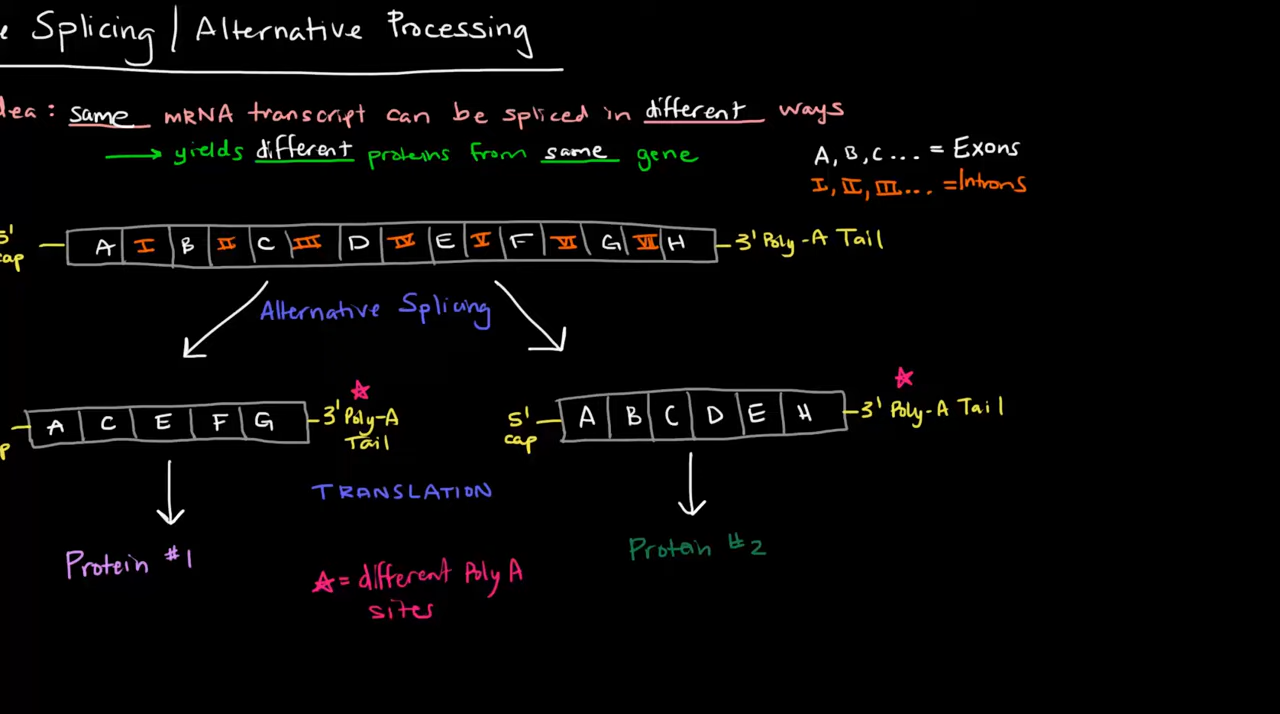 e Splicing | Alternative Processing
dea: same mRNA transcript can be spliced in different ways
→ yields different proteins from same gene
A, B, C ... = Exons
I, II, III.... = Introns
5' cap
A I B II C III D IV E V F VI G VII H
3' Poly-A Tail
Alternative Splicing
p
A C E F G
3' Poly-A
Tail
5'
cap
A B C D E H
3' Poly-A Tail
TRANSLATION
Protein #1
Protein #2
☆ = different Poly A
sites